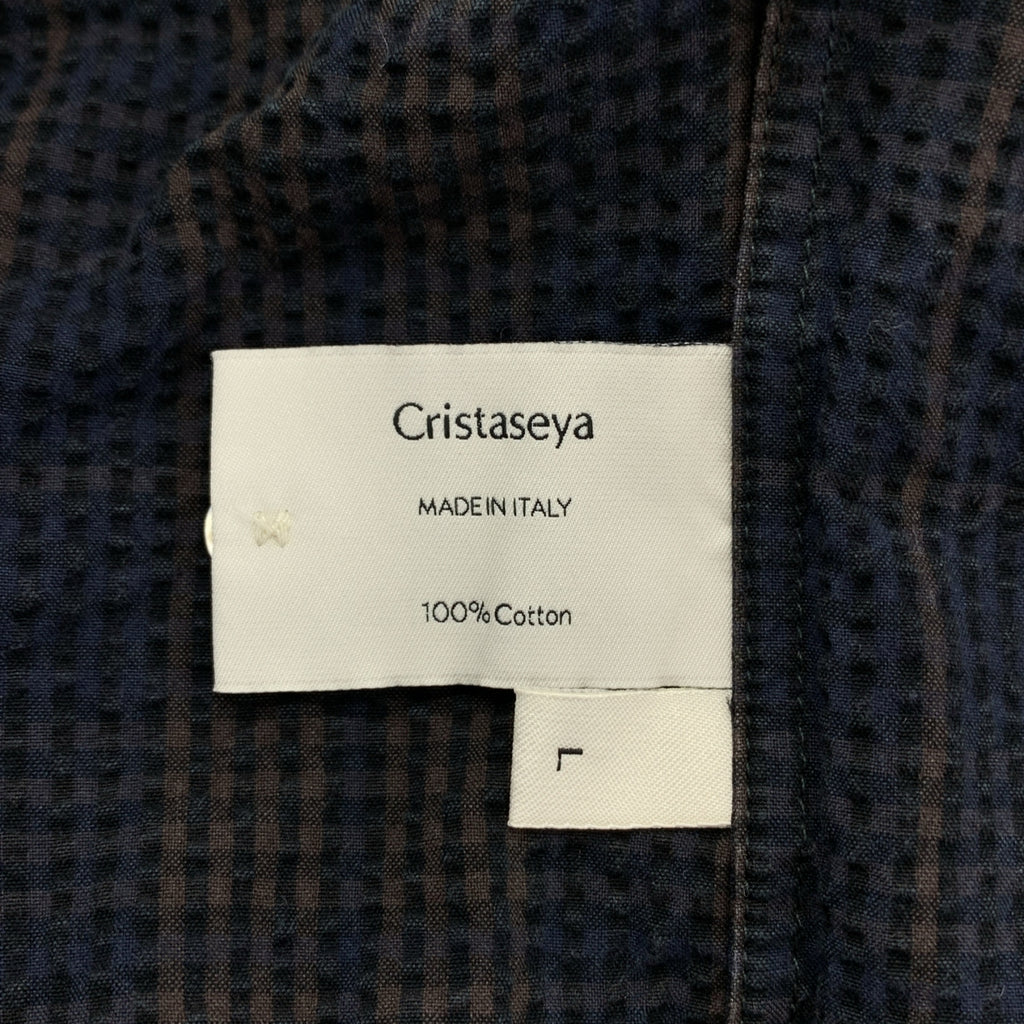 Cristaseya
MADE IN ITALY
100% Cotton
L